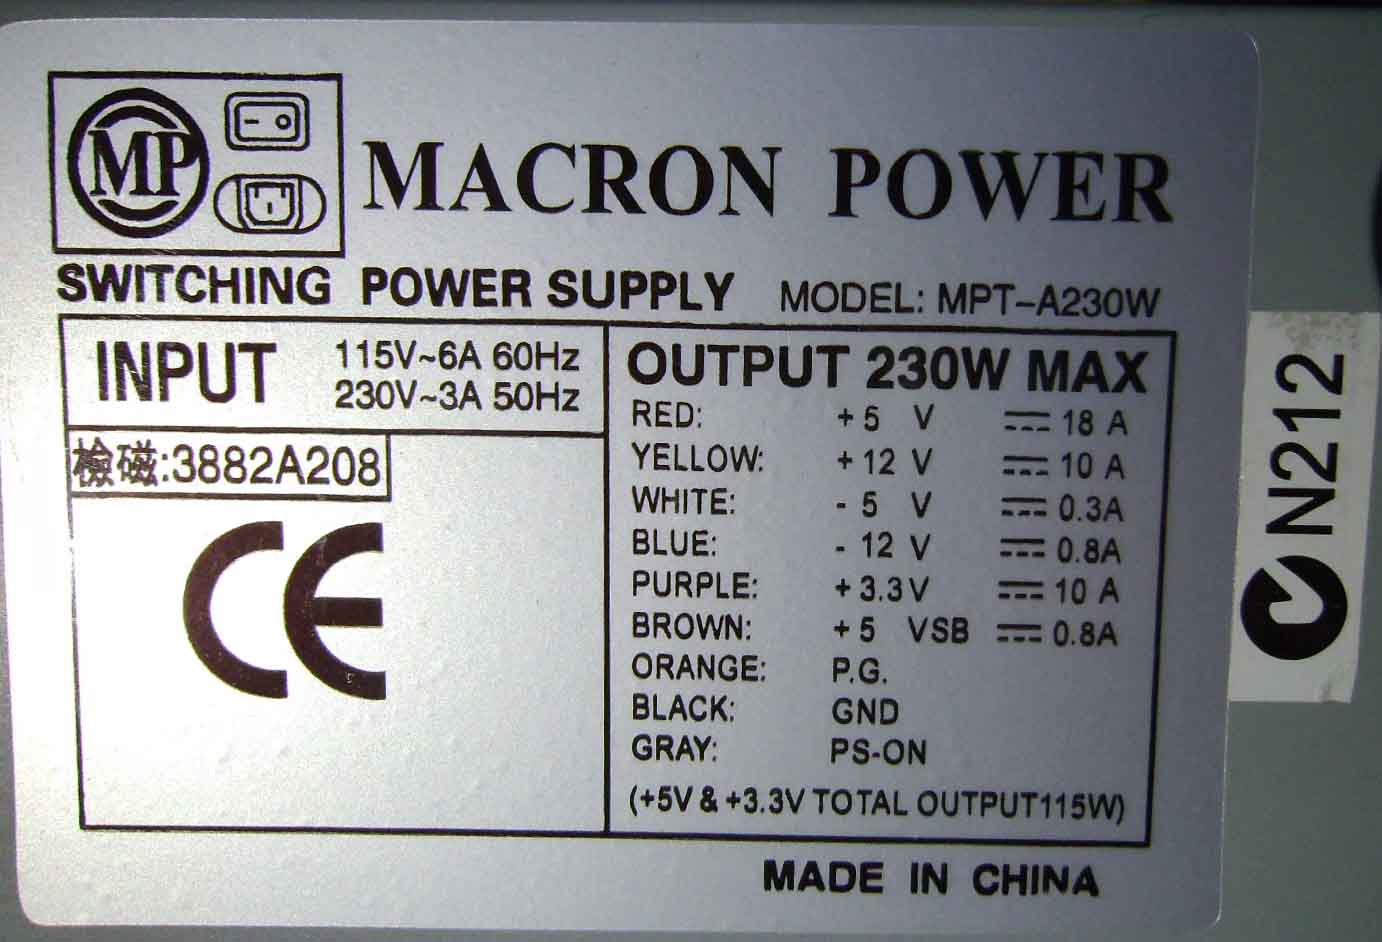 MP
MACRON POWER
SWITCHING POWER SUPPLY MODEL: MPT-A230W
INPUT
115V~6A 60Hz
230V~3A 50Hz
檢磁:3882A208
CE
OUTPUT 230W MAX
RED: +5 V ⎓ 18 A
YELLOW: +12 V ⎓ 10 A
WHITE: - 5 V ⎓ 0.3A
BLUE: - 12 V ⎓ 0.8A
PURPLE: +3.3V ⎓ 10 A
BROWN: +5 VSB ⎓ 0.8A
ORANGE: P.G.
BLACK: GND
GRAY: PS-ON
(+5V & +3.3V TOTAL OUTPUT115W)
MADE IN CHINA
N212